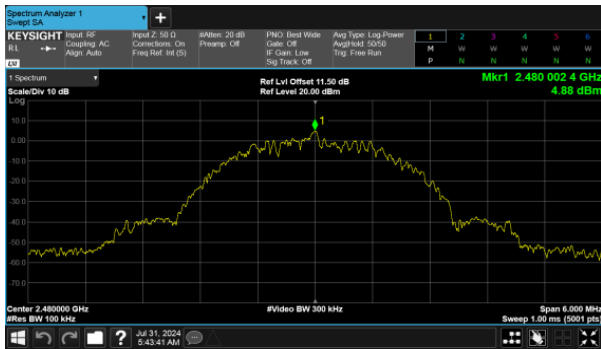 Spectrum Analyzer 1
Swept SA
KEYSIGHT
RL
Input: RF
Coupling: AC
Align: Auto
Input Z: 50 Ω
Corrections: On
Freq Ref: Int (S)
#Atten: 20 dB
Preamp: Off
PNO: Best Wide
Gate: Off
IF Gain: Low
Sig Track: Off
Avg Type: Log-Power
Avg|Hold: 50/50
Trig: Free Run
1 2 3 4 5 6
M W W W W W
P N N N N N
LXI
1 Spectrum
Scale/Div 10 dB
Ref Lvl Offset 11.50 dB
Ref Level 20.00 dBm
Mkr1 2.480 002 4 GHz
4.88 dBm
Log
1
10.0
0.00
-10.0
-20.0
-30.0
-40.0
-50.0
-60.0
-70.0
Center 2.480000 GHz
#Res BW 100 kHz
#Video BW 300 kHz
Span 6.000 MHz
Sweep 1.00 ms (5001 pts)
?
Jul 31, 2024
5:43:41 AM